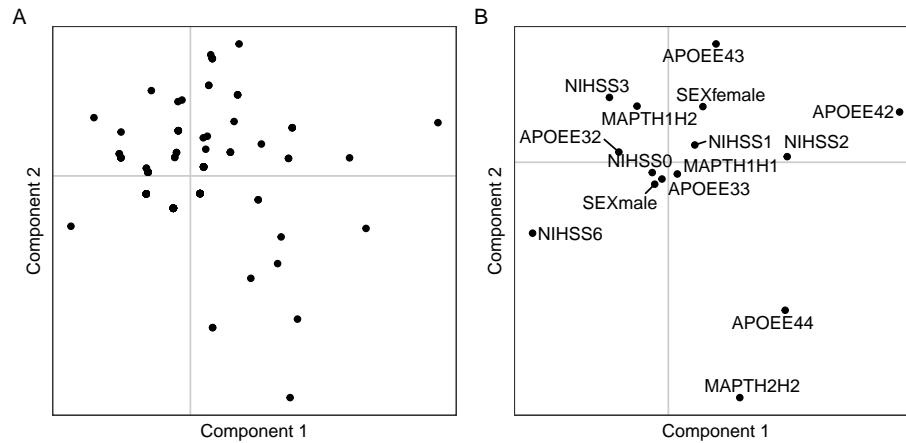 A
B
APOEE43
NIHSS3
SEXfemale
MAPTH1H2
APOEE42
APOEE32
NIHSS1
NIHSS2
NIHSS0
MAPTH1H1
APOEE33
SEXmale
NIHSS6
APOEE44
MAPTH2H2
Component 2
Component 2
Component 1
Component 1